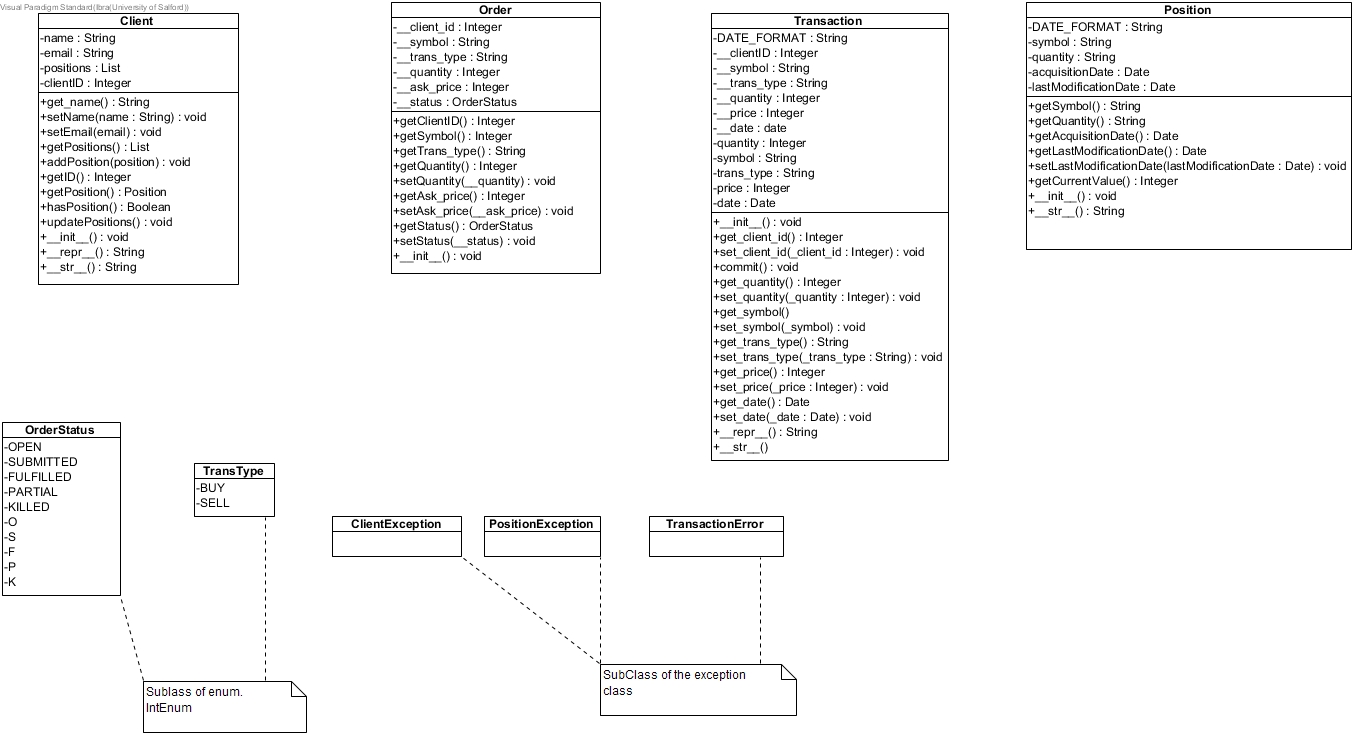 Visual Paradigm Standard(Ibra(University of Salford))
Client
-name : String
-email : String
-positions : List
-clientID : Integer
+get_name() : String
+setName(name : String) : void
+setEmail(email) : void
+getPositions() : List
+addPosition(position) : void
+getID() : Integer
+getPosition() : Position
+hasPosition() : Boolean
+updatePositions() : void
+__init__() : void
+__repr__() : String
+__str__() : String
Order
-__client_id : Integer
-__symbol : String
-__trans_type : String
-__quantity : Integer
-__ask_price : Integer
-__status : OrderStatus
+getClientID() : Integer
+getSymbol() : Integer
+getTrans_type() : String
+getQuantity() : Integer
+setQuantity(__quantity) : void
+getAsk_price() : Integer
+setAsk_price(__ask_price) : void
+getStatus() : OrderStatus
+setStatus(__status) : void
+__init__() : void
Transaction
-DATE_FORMAT : String
-__clientID : Integer
-__symbol : String
-__trans_type : String
-__quantity : Integer
-__price : Integer
-__date : date
-quantity : Integer
-symbol : String
-trans_type : String
-price : Integer
-date : Date
+__init__() : void
+get_client_id() : Integer
+set_client_id(_client_id : Integer) : void
+commit() : void
+get_quantity() : Integer
+set_quantity(_quantity : Integer) : void
+get_symbol()
+set_symbol(_symbol) : void
+get_trans_type() : String
+set_trans_type(_trans_type : String) : void
+get_price() : Integer
+set_price(_price : Integer) : void
+get_date() : Date
+set_date(_date : Date) : void
+__repr__() : String
+__str__()
Position
-DATE_FORMAT : String
-symbol : String
-quantity : String
-acquisitionDate : Date
-lastModificationDate : Date
+getSymbol() : String
+getQuantity() : String
+getAcquisitionDate() : Date
+getLastModificationDate() : Date
+setLastModificationDate(lastModificationDate : Date) : void
+getCurrentValue() : Integer
+__init__() : void
+__str__() : String
OrderStatus
-OPEN
-SUBMITTED
-FULFILLED
-PARTIAL
-KILLED
-O
-S
-F
-P
-K
TransType
-BUY
-SELL
ClientException
PositionException
TransactionError
Sublass of enum.
IntEnum
SubClass of the exception
class